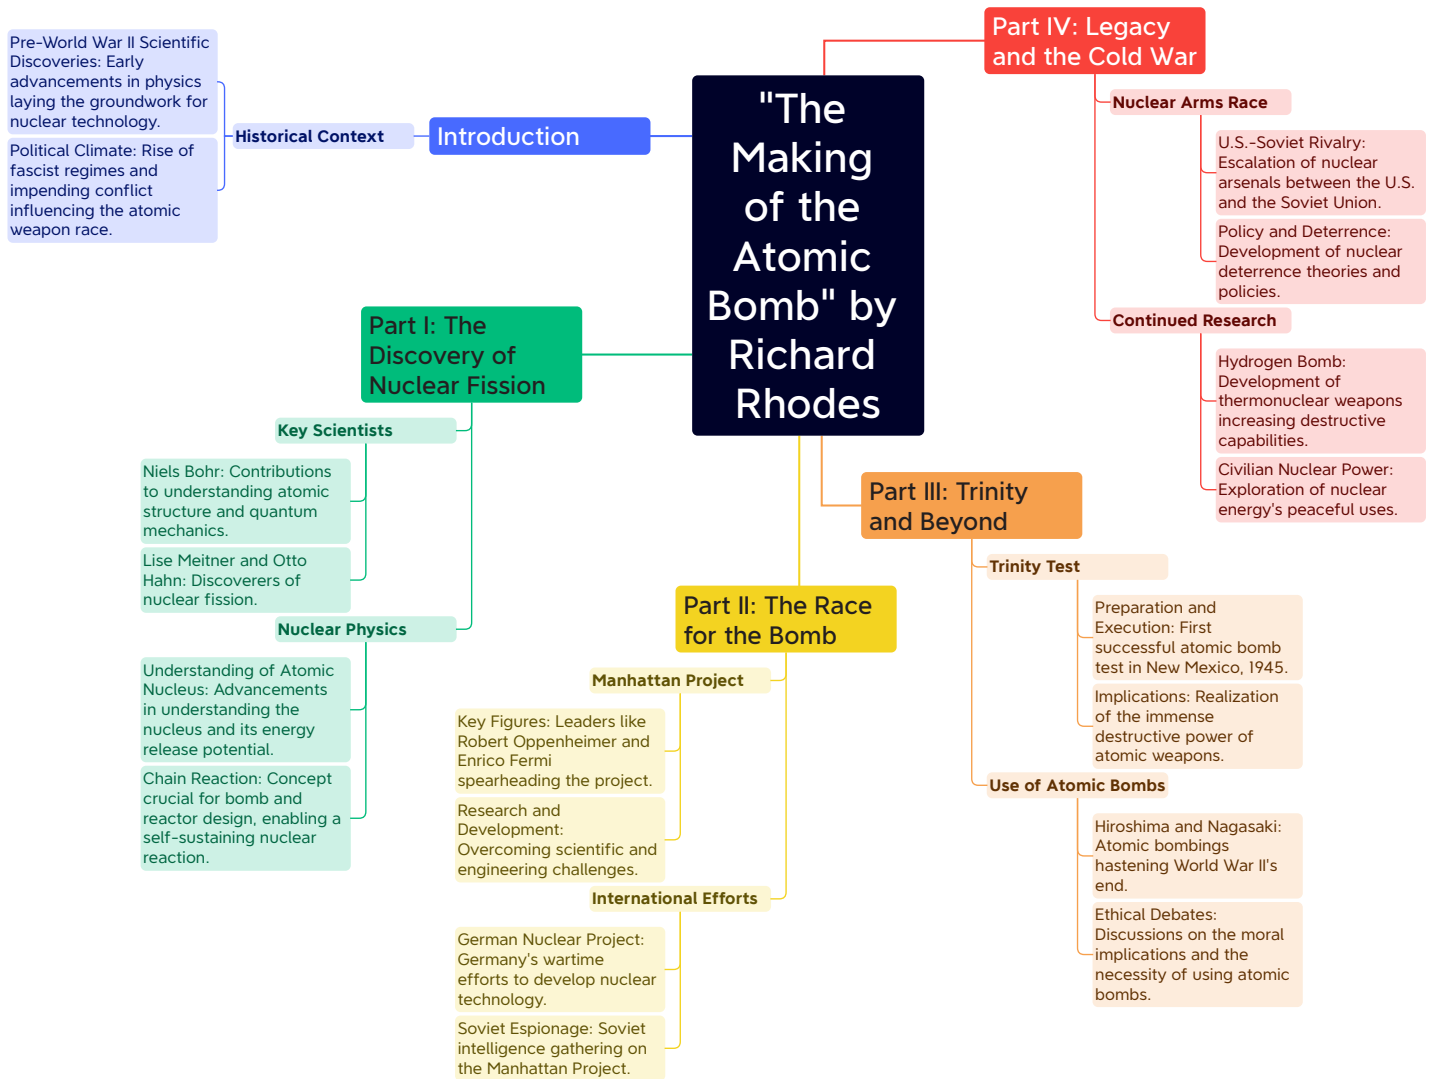 "The
Making
of the
Atomic
Bomb" by
Richard
Rhodes
Introduction
Historical Context
Pre-World War II Scientific
Discoveries: Early
advancements in physics
laying the groundwork for
nuclear technology.
Political Climate: Rise of
fascist regimes and
impending conflict
influencing the atomic
weapon race.
Part I: The
Discovery of
Nuclear Fission
Key Scientists
Niels Bohr: Contributions
to understanding atomic
structure and quantum
mechanics.
Lise Meitner and Otto
Hahn: Discoverers of
nuclear fission.
Nuclear Physics
Understanding of Atomic
Nucleus: Advancements
in understanding the
nucleus and its energy
release potential.
Chain Reaction: Concept
crucial for bomb and
reactor design, enabling a
self-sustaining nuclear
reaction.
Part II: The Race
for the Bomb
Manhattan Project
Key Figures: Leaders like
Robert Oppenheimer and
Enrico Fermi
spearheading the project.
Research and
Development:
Overcoming scientific and
engineering challenges.
International Efforts
German Nuclear Project:
Germany's wartime
efforts to develop nuclear
technology.
Soviet Espionage: Soviet
intelligence gathering on
the Manhattan Project.
Part III: Trinity
and Beyond
Trinity Test
Preparation and
Execution: First
successful atomic bomb
test in New Mexico, 1945.
Implications: Realization
of the immense
destructive power of
atomic weapons.
Use of Atomic Bombs
Hiroshima and Nagasaki:
Atomic bombings
hastening World War II's
end.
Ethical Debates:
Discussions on the moral
implications and the
necessity of using atomic
bombs.
Part IV: Legacy
and the Cold War
Nuclear Arms Race
U.S.-Soviet Rivalry:
Escalation of nuclear
arsenals between the U.S.
and the Soviet Union.
Policy and Deterrence:
Development of nuclear
deterrence theories and
policies.
Continued Research
Hydrogen Bomb:
Development of
thermonuclear weapons
increasing destructive
capabilities.
Civilian Nuclear Power:
Exploration of nuclear
energy's peaceful uses.